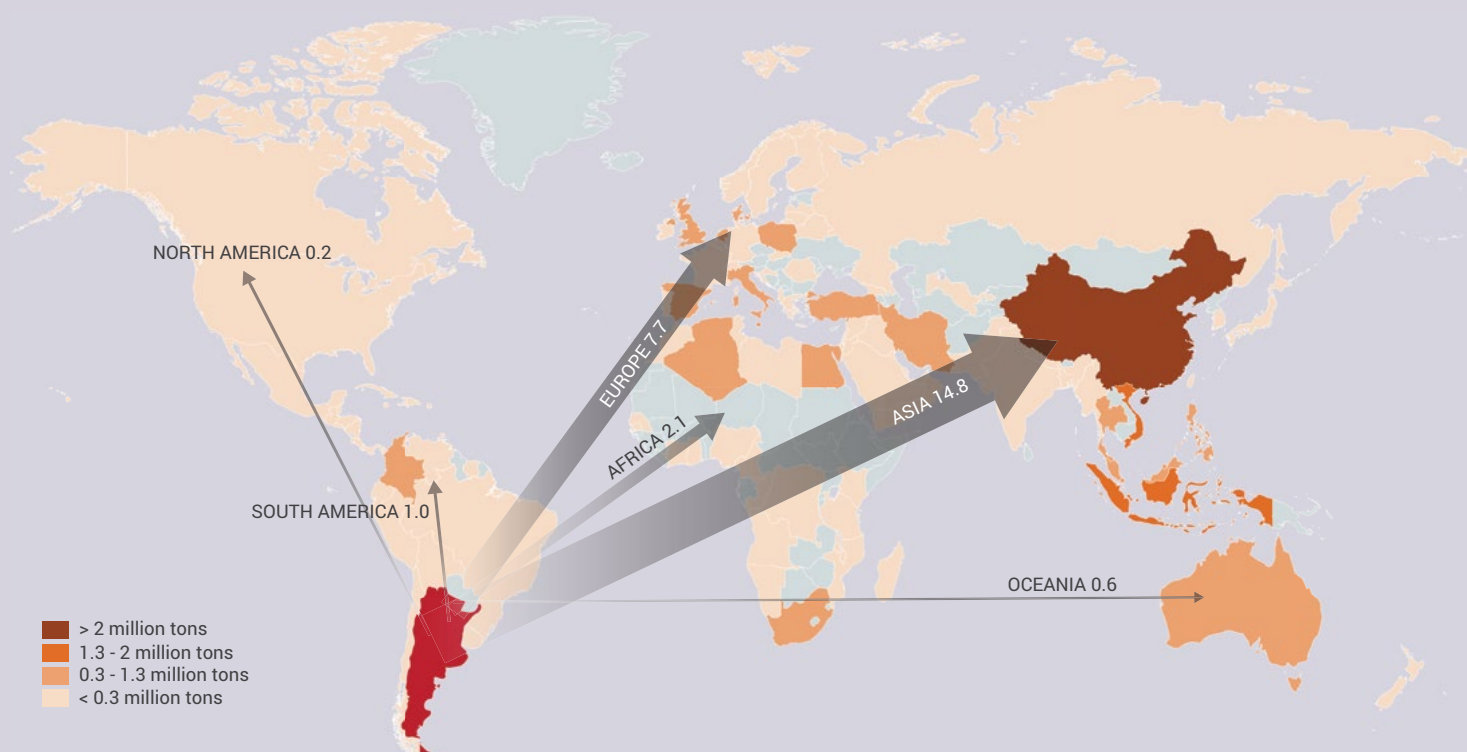 NORTH AMERICA 0.2
EUROPE 7.7
ASIA 14.8
AFRICA 2.1
SOUTH AMERICA 1.0
OCEANIA 0.6
> 2 million tons
1.3 - 2 million tons
0.3 - 1.3 million tons
< 0.3 million tons